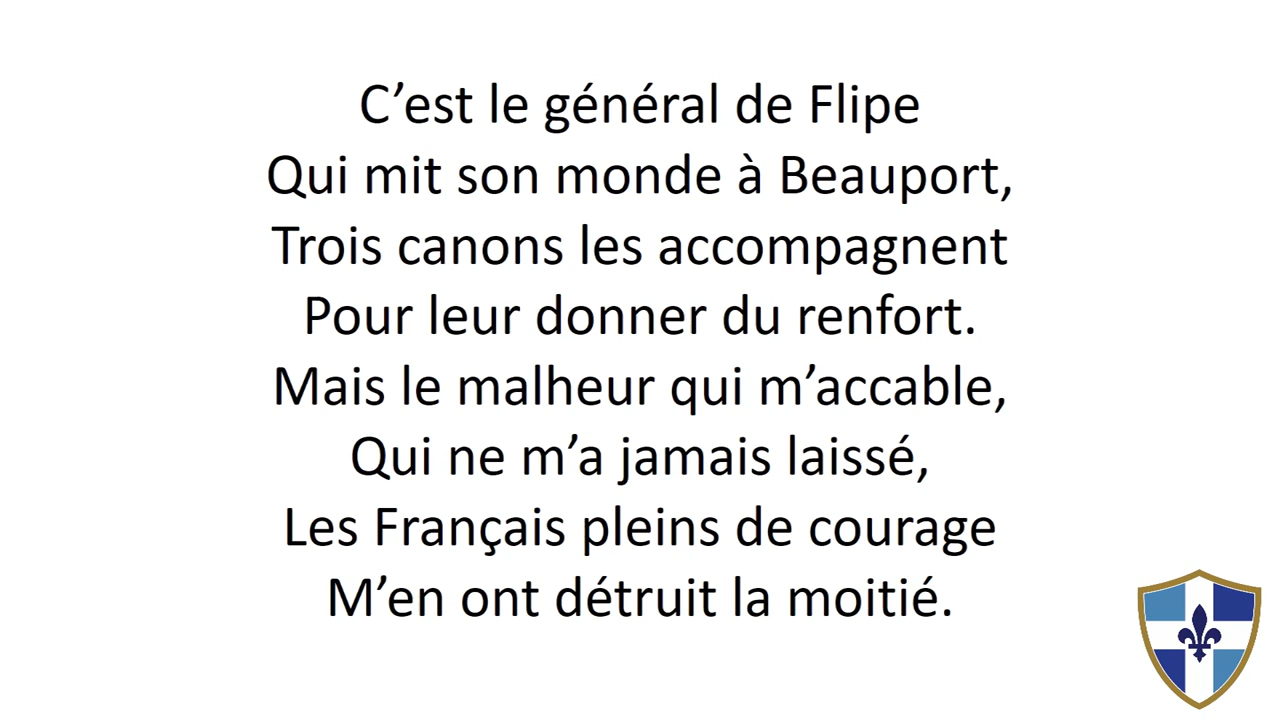 C’est le général de Flipe
Qui mit son monde à Beauport,
Trois canons les accompagnent
Pour leur donner du renfort.
Mais le malheur qui m’accable,
Qui ne m’a jamais laissé,
Les Français pleins de courage
M’en ont détruit la moitié.